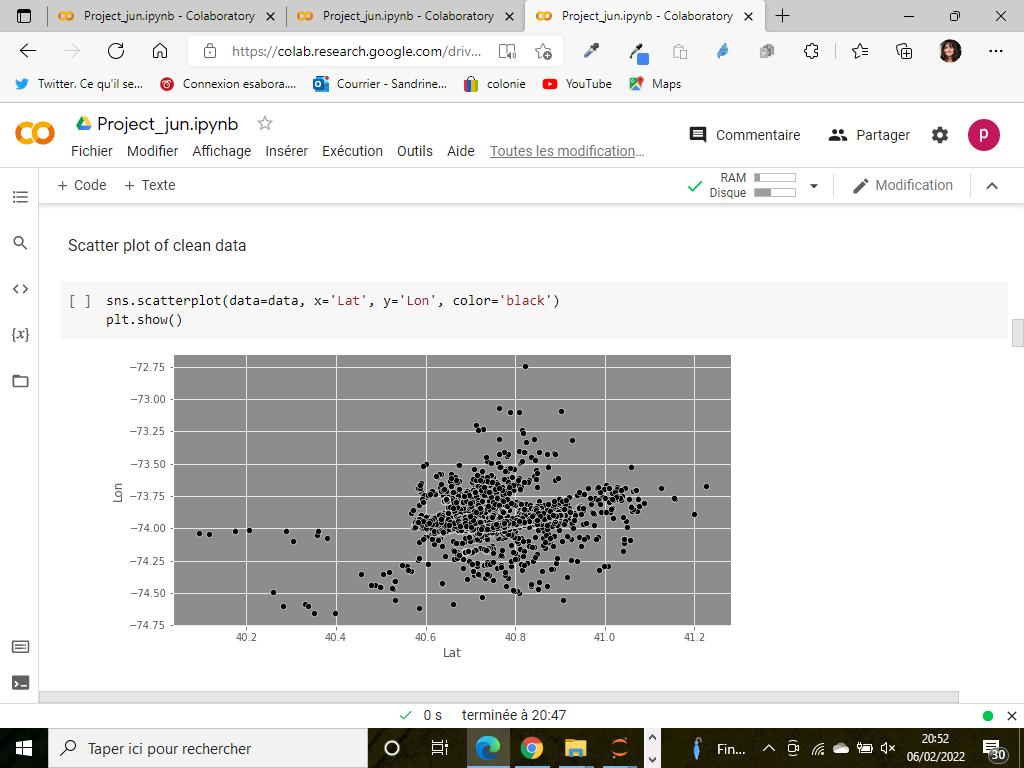 Project_jun.ipynb - Colaboratory
Project_jun.ipynb - Colaboratory
Project_jun.ipynb - Colaboratory
https://colab.research.google.com/driv...
Twitter. Ce qu'il se...
Connexion esabora....
Courrier - Sandrine...
colonie
YouTube
Maps
Project_jun.ipynb
Commentaire
Partager
P
Fichier Modifier Affichage Insérer Exécution Outils Aide Toutes les modification...
+ Code + Texte
RAM
Disque
Modification
Scatter plot of clean data
[ ] sns.scatterplot(data=data, x='Lat', y='Lon', color='black')
plt.show()
−72.75
−73.00
−73.25
−73.50
−73.75
−74.00
−74.25
−74.50
−74.75
Lon
40.2 40.4 40.6 40.8 41.0 41.2
Lat
{x}
0 s terminée à 20:47
Taper ici pour rechercher
Fin...
20:52
06/02/2022
30